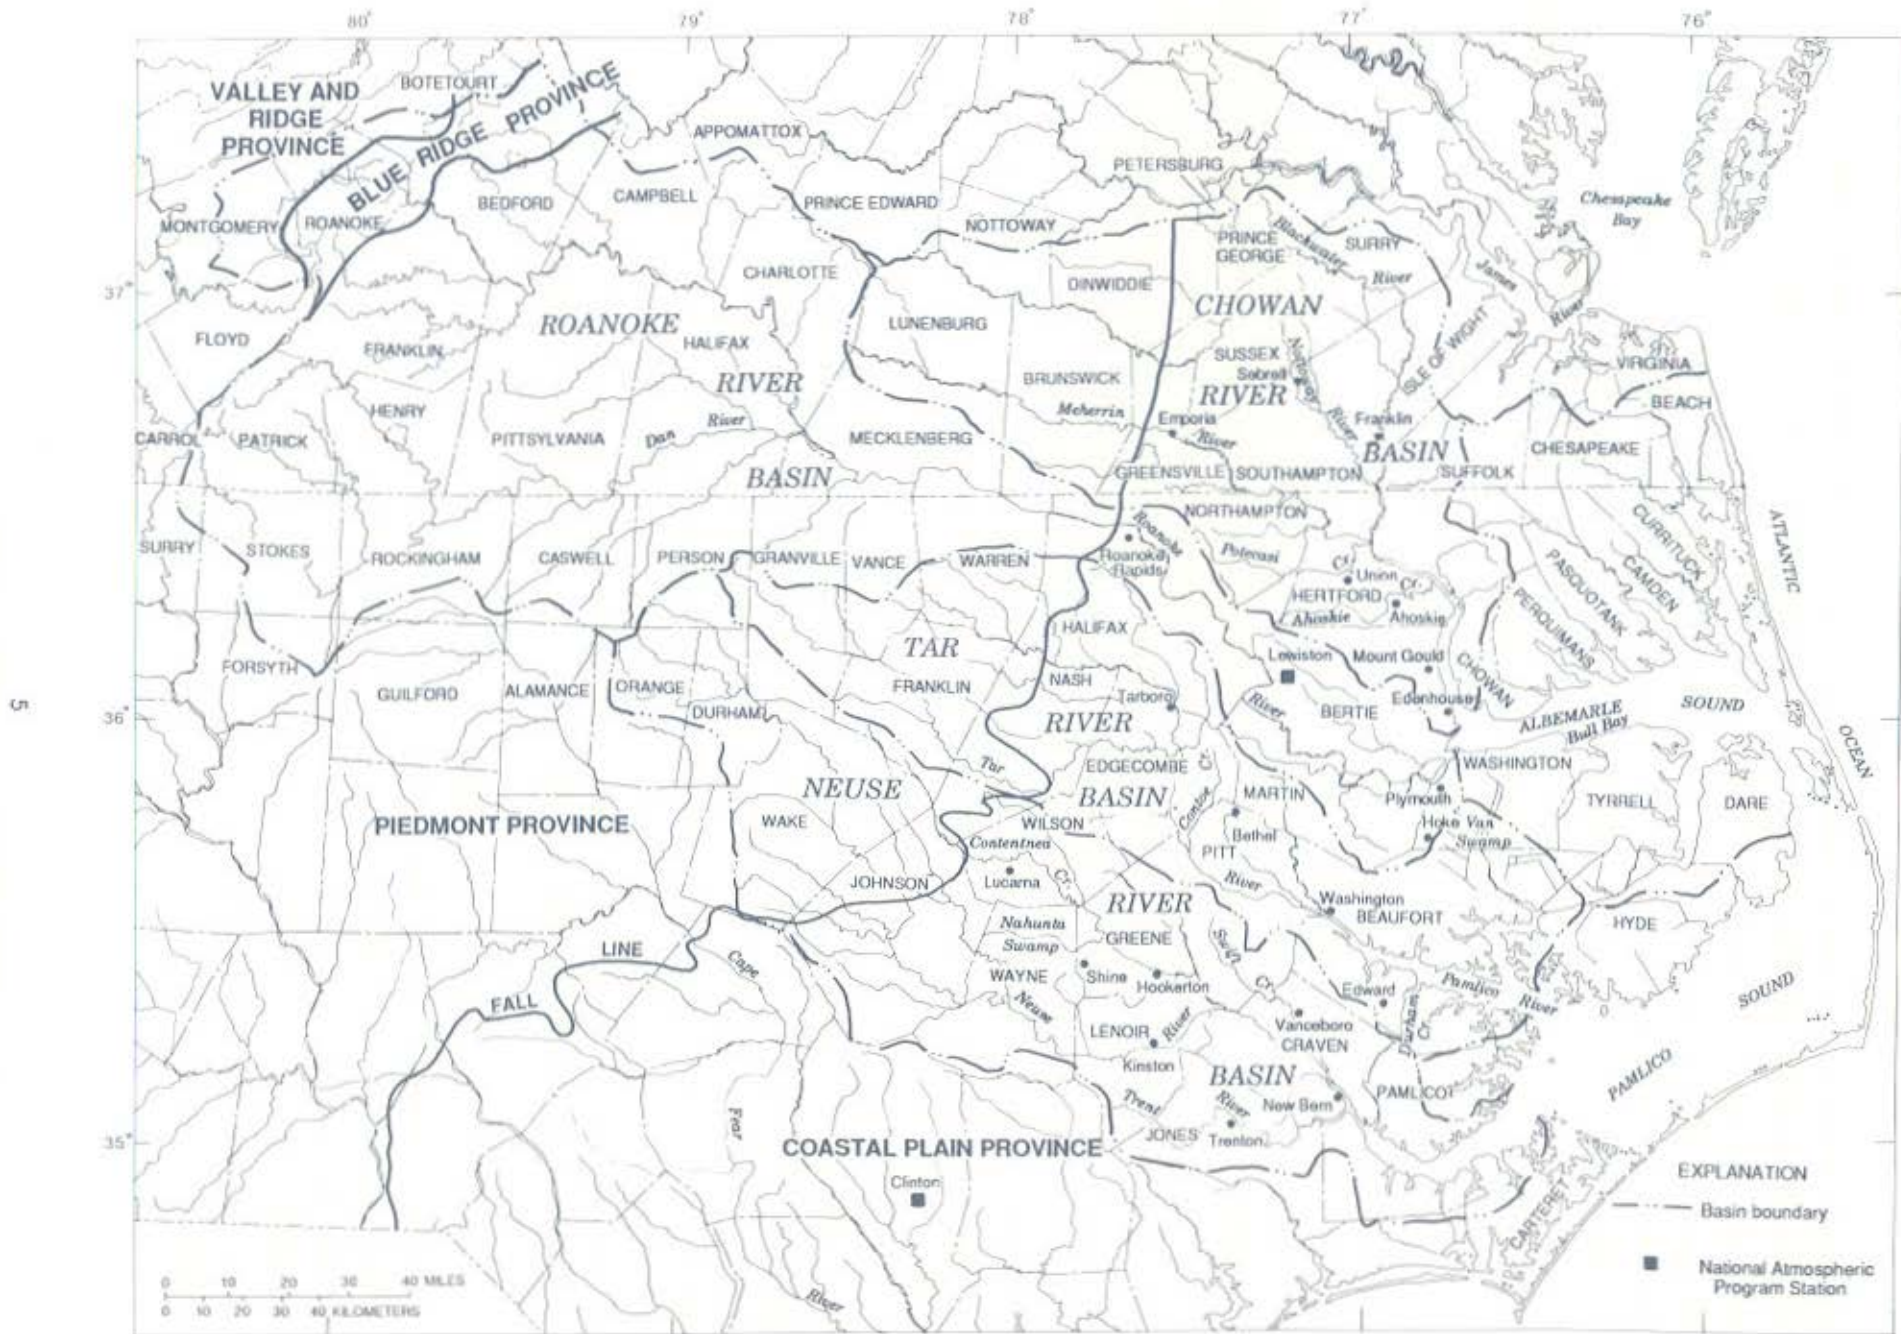 80°
79°
78°
77°
76°
VALLEY AND
RIDGE
PROVINCE
BOTETOURT
BLUE RIDGE PROVINCE
APPOMATTOX
PETERSBURG
Chesapeake
Bay
MONTGOMERY
ROANOKE
BEDFORD
CAMPBELL
PRINCE EDWARD
NOTTOWAY
PRINCE
GEORGE
Blackwater
River
SURRY
James
River
37°
CHARLOTTE
DINWIDDIE
CHOWAN
RIVER
BASIN
FLOYD
FRANKLIN
ROANOKE
RIVER
BASIN
HALIFAX
LUNENBURG
SUSSEX
Sebrell
Nottoway
River
ISLE OF WIGHT
VIRGINIA
BEACH
BRUNSWICK
Meherrin
River
Emporia
Franklin
HENRY
CARROL
PATRICK
PITTSYLVANIA
Dan
River
MECKLENBERG
CHESAPEAKE
GREENSVILLE
SOUTHAMPTON
SUFFOLK
NORTHAMPTON
CURRITUCK
CAMDEN
PASQUOTANK
PERQUIMANS
ATLANTIC
OCEAN
SURRY
STOKES
ROCKINGHAM
CASWELL
PERSON
GRANVILLE
VANCE
WARREN
Roanoke
Roanoke
Rapids
Potecasi
Cr.
Union
Cr.
HERTFORD
Ahoskie
Ahoskie
HALIFAX
TAR
RIVER
BASIN
FORSYTH
Lewiston
Mount Gould
CHOWAN
GUILFORD
ALAMANCE
ORANGE
FRANKLIN
NASH
Tarboro
River
BERTIE
Edenhouse
SOUND
ALBEMARLE
Bull Bay
36°
DURHAM
Tar
EDGECOMBE
Cr.
Conetoe
WASHINGTON
NEUSE
RIVER
BASIN
MARTIN
Plymouth
TYRRELL
DARE
PIEDMONT PROVINCE
WAKE
WILSON
Bethel
Hoke Van
Swamp
Contentnea
Cr.
PITT
JOHNSON
Lucama
River
Washington
BEAUFORT
HYDE
Nahunta
Swamp
GREENE
Swift
Cr.
LINE
FALL
Cape
WAYNE
Shine
Hookerton
Edward
Pamlico
River
SOUND
Neuse
River
Durham
Cr
LENOIR
Vanceboro
CRAVEN
Kinston
PAMLICO
PAMLICO
Trent
River
New Bern
Fear
35°
JONES
Trenton
COASTAL PLAIN PROVINCE
Clinton
CARTERET
River
EXPLANATION
Basin boundary
National Atmospheric
Program Station
0 10 20 30 40 MILES
0 10 20 30 40 KILOMETERS
5